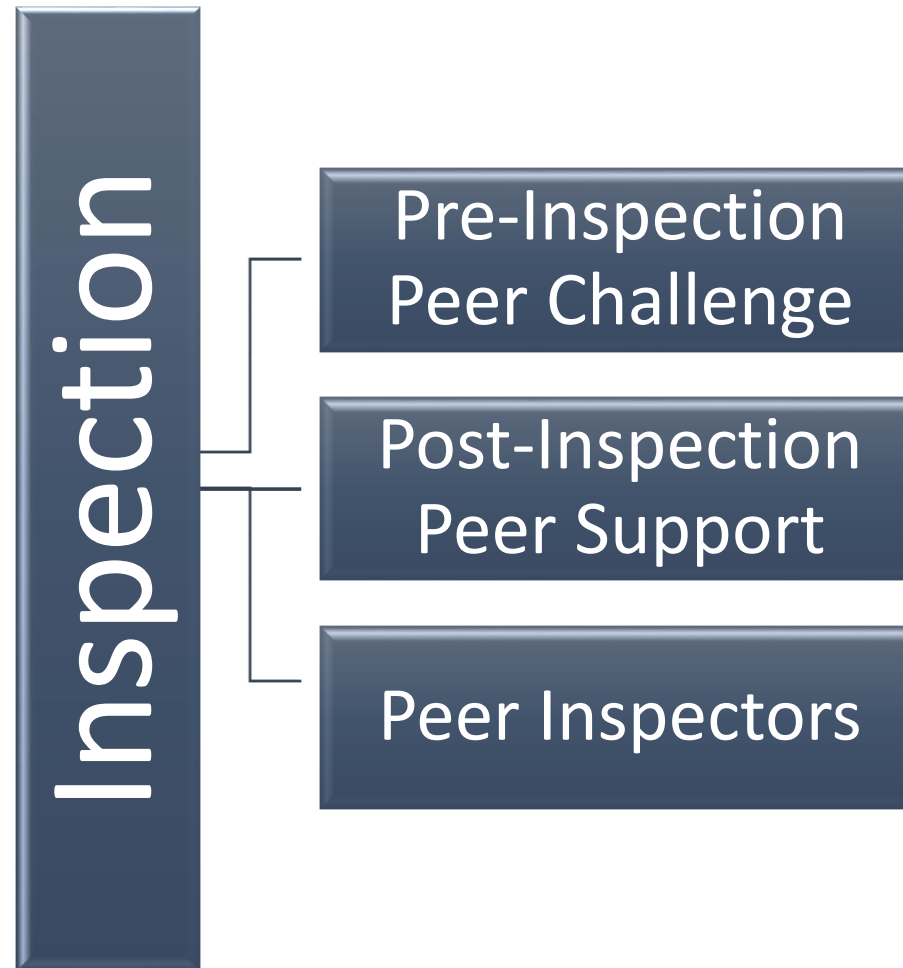 Inspection
Pre-Inspection
Peer Challenge
Post-Inspection
Peer Support
Peer Inspectors